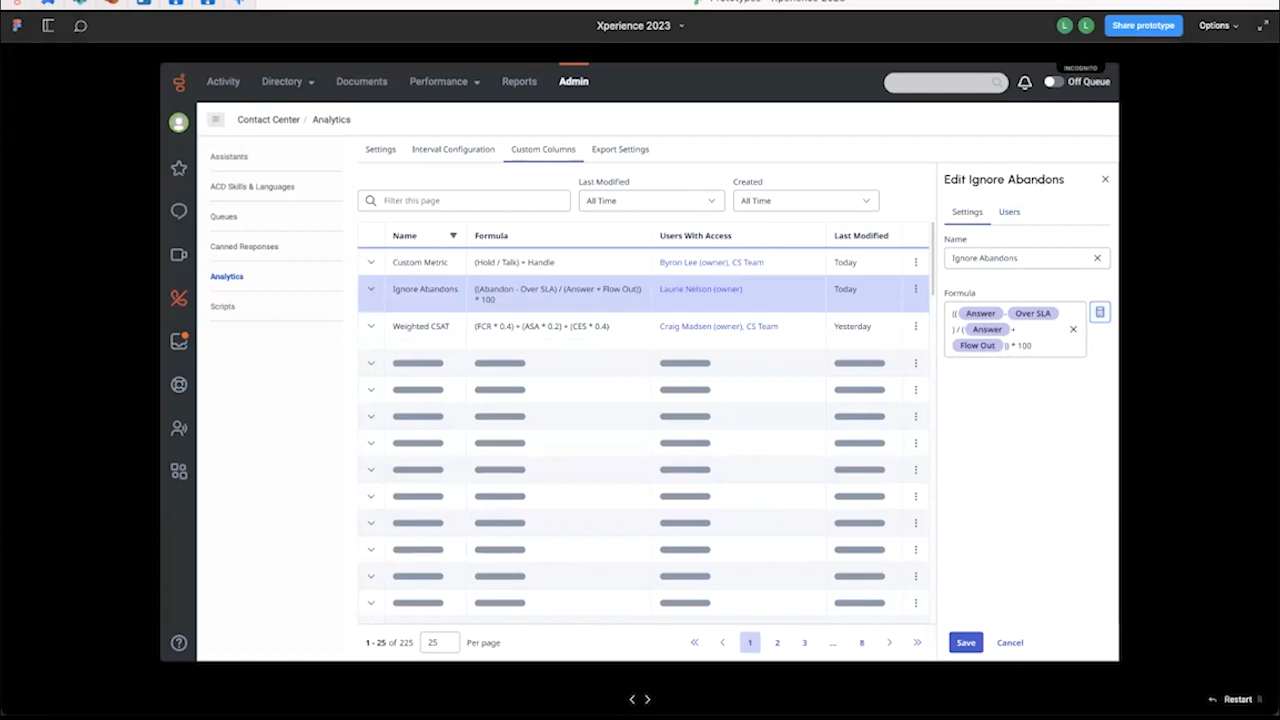 Xperience 2023
L
L
Share prototype
Options
INCOGNITO
Activity
Directory
Documents
Performance
Reports
Admin
Off Queue
Contact Center / Analytics
Assistants
ACD Skills & Languages
Queues
Canned Responses
Analytics
Scripts
Settings
Interval Configuration
Custom Columns
Export Settings
Last Modified
Created
Filter this page
All Time
All Time
Name
Formula
Users With Access
Last Modified
Custom Metric
(Hold / Talk) + Handle
Byron Lee (owner), CS Team
Today
Ignore Abandons
((Abandon - Over SLA) / (Answer + Flow Out))
* 100
Laurie Nelson (owner)
Today
Weighted CSAT
(FCR * 0.4) + (ASA * 0.2) + (CES * 0.4)
Craig Madsen (owner), CS Team
Yesterday
1 - 25 of 225
25
Per page
1
2
3
...
8
Edit Ignore Abandons
Settings
Users
Name
Ignore Abandons
Formula
(( Answer - Over SLA
) / ( Answer +
Flow Out )) * 100
Save
Cancel
Restart R